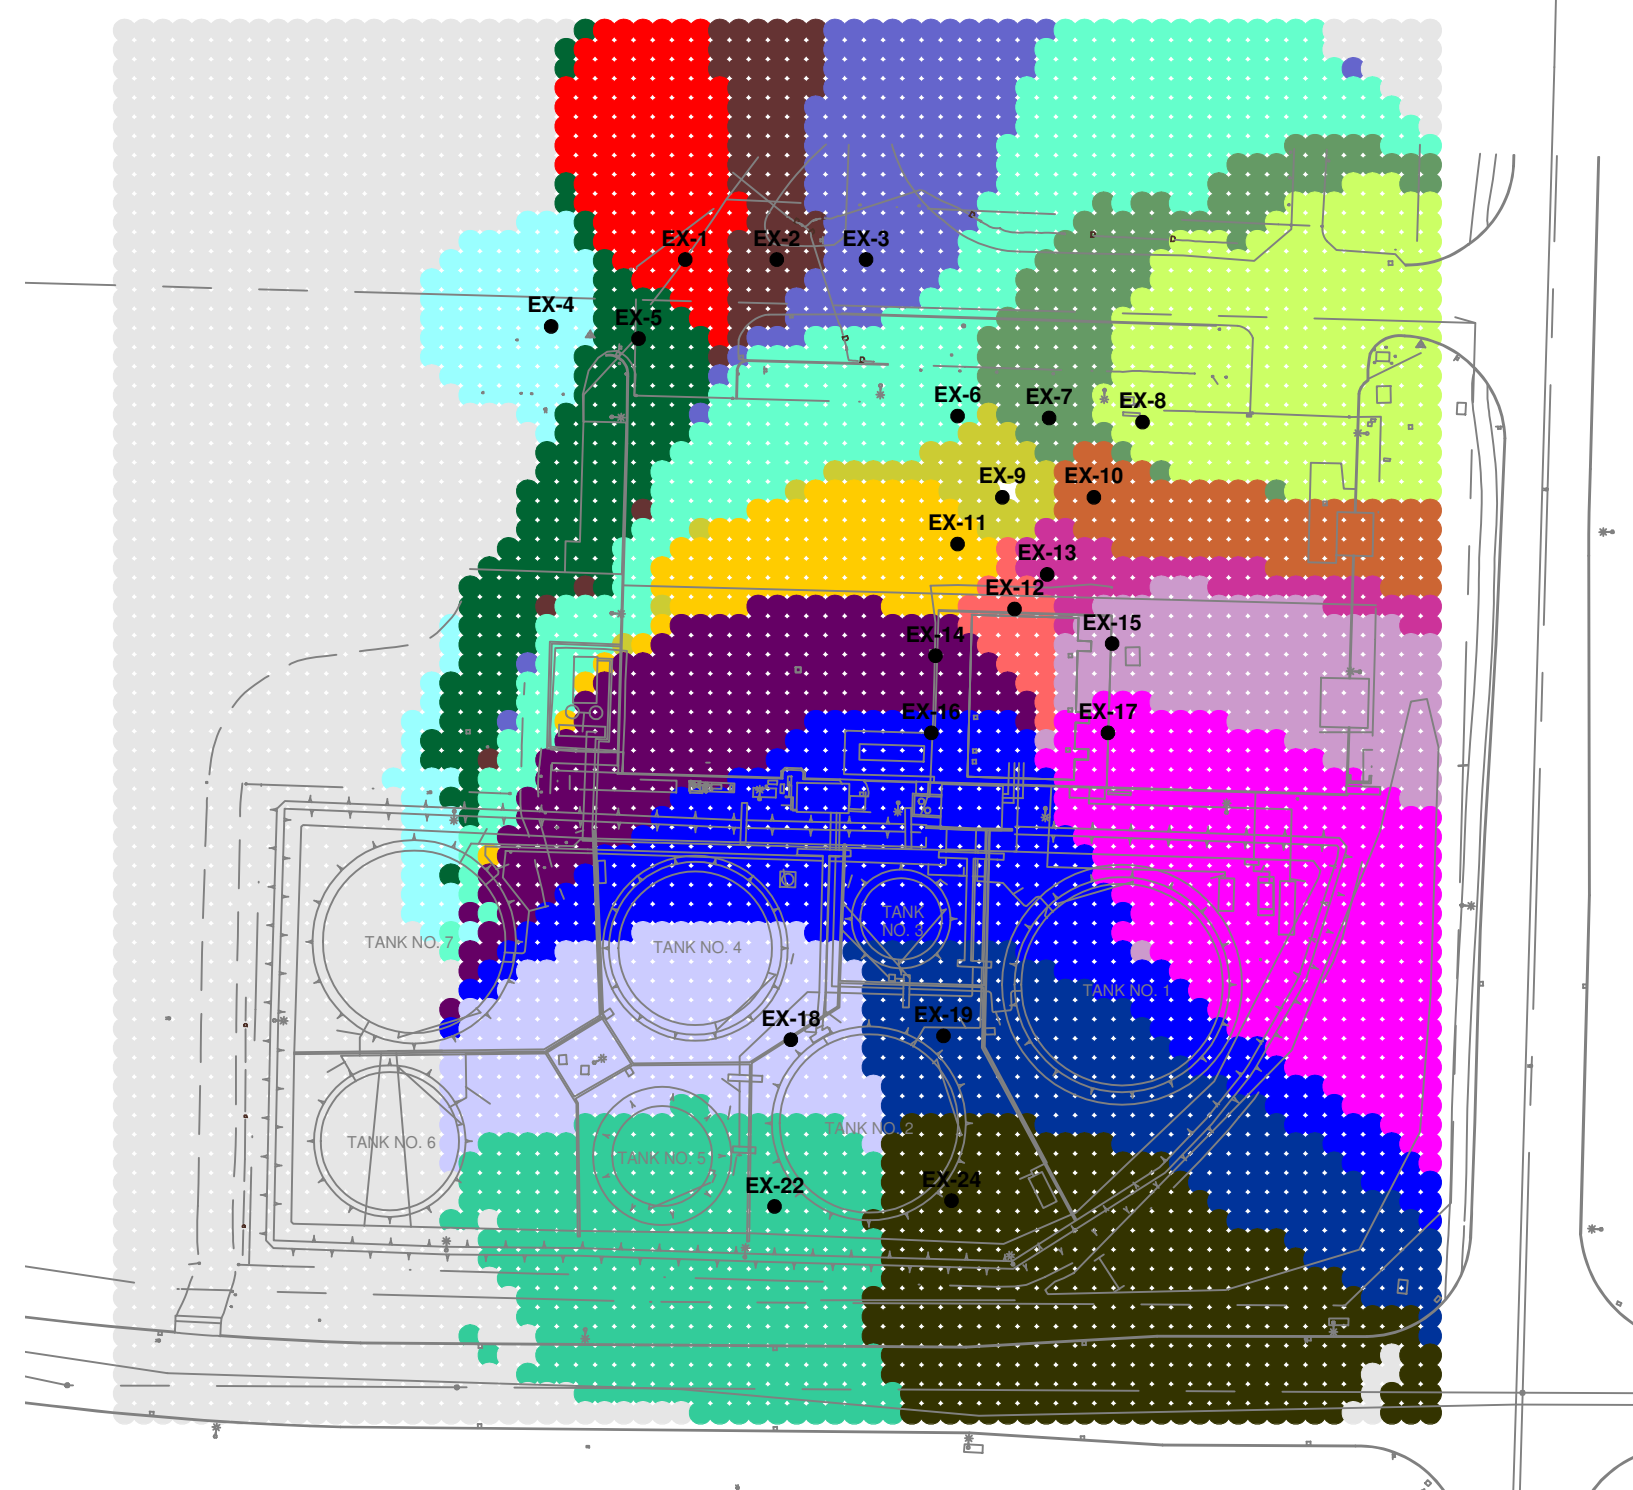 EX-1
EX-2
EX-3
EX-4
EX-5
EX-6
EX-7
EX-8
EX-9
EX-10
EX-11
EX-13
EX-12
EX-15
EX-14
EX-16
EX-17
TANK
NO. 3
TANK NO. 7
TANK NO. 4
TANK NO. 1
EX-18
EX-19
TANK NO. 2
TANK NO. 6
TANK NO. 5
EX-22
EX-24